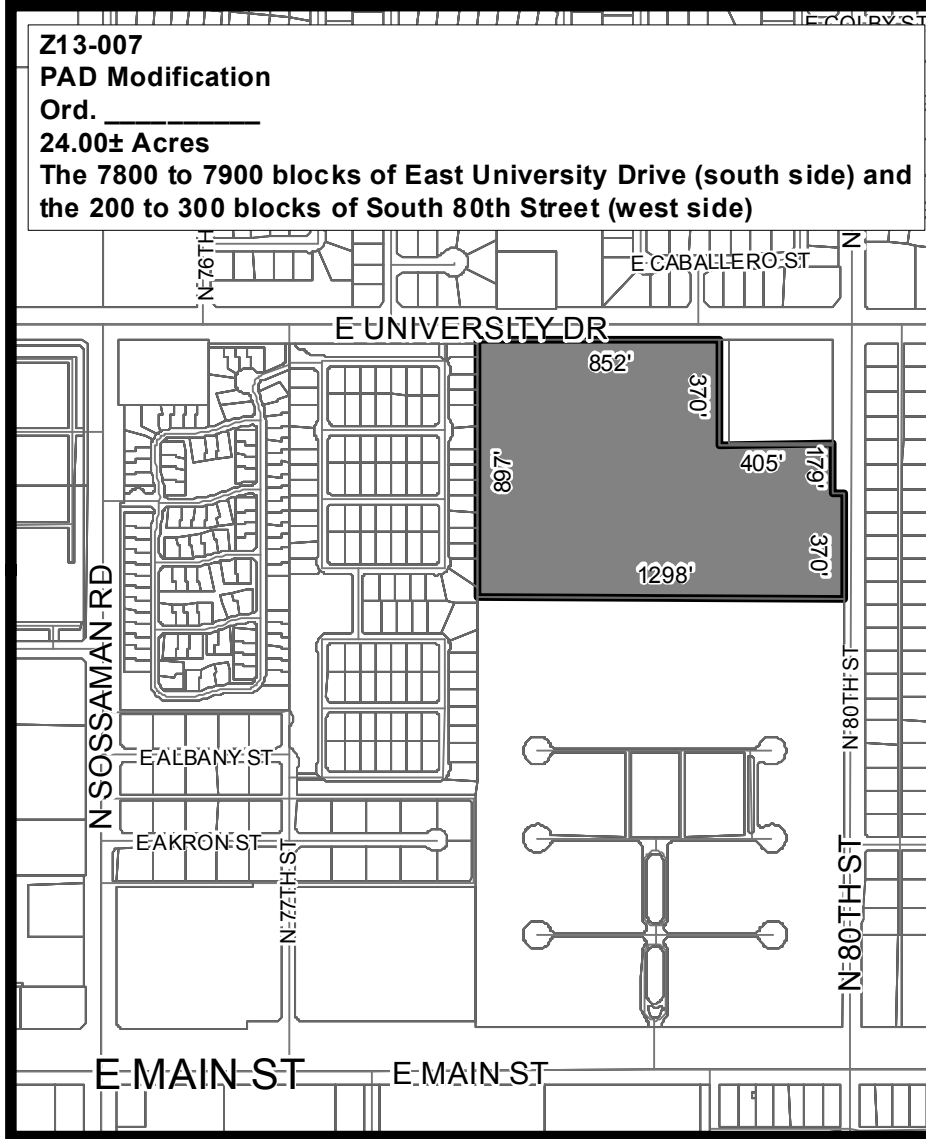 E COLBY ST
Z13-007
PAD Modification
Ord. __________
24.00± Acres
The 7800 to 7900 blocks of East University Drive (south side) and
the 200 to 300 blocks of South 80th Street (west side)
N 76TH
N
E CABALLERO ST
E UNIVERSITY DR
852'
370'
405'
179'
897'
370'
1298'
N SOSSAMAN RD
N 80TH ST
E ALBANY ST
E AKRON ST
N 77TH ST
N 80TH ST
E MAIN ST
E MAIN ST